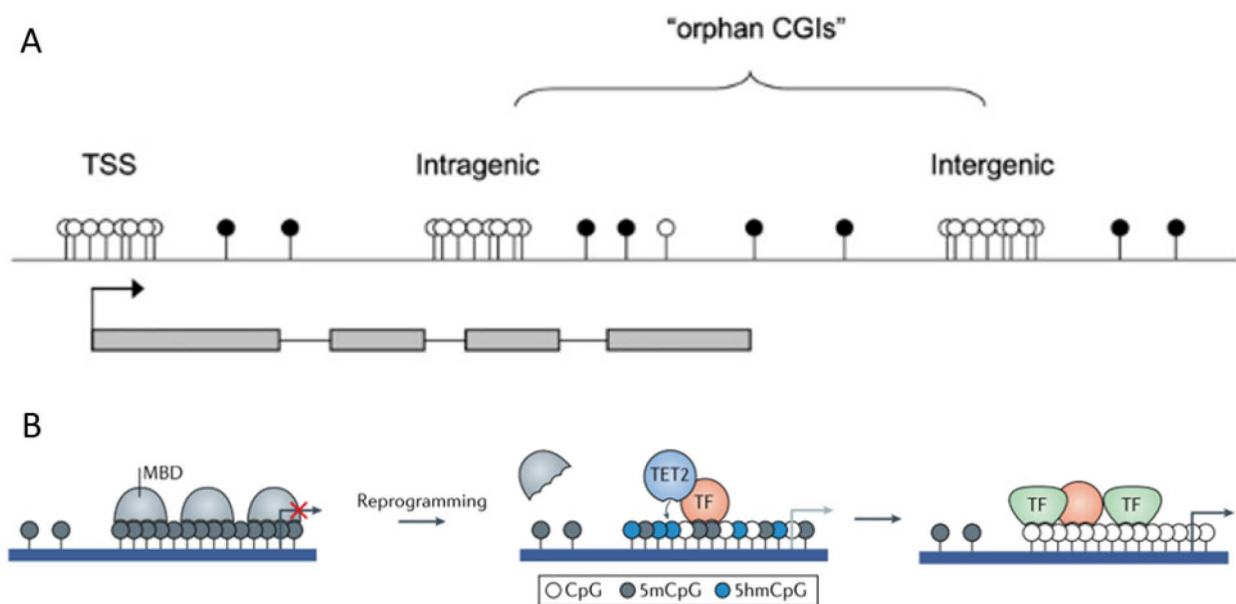 A
"orphan CGIs"
TSS Intragenic Intergenic
B
MBD
Reprogramming
TET2
TF
TF TF
CpG 5mCpG 5hmCpG